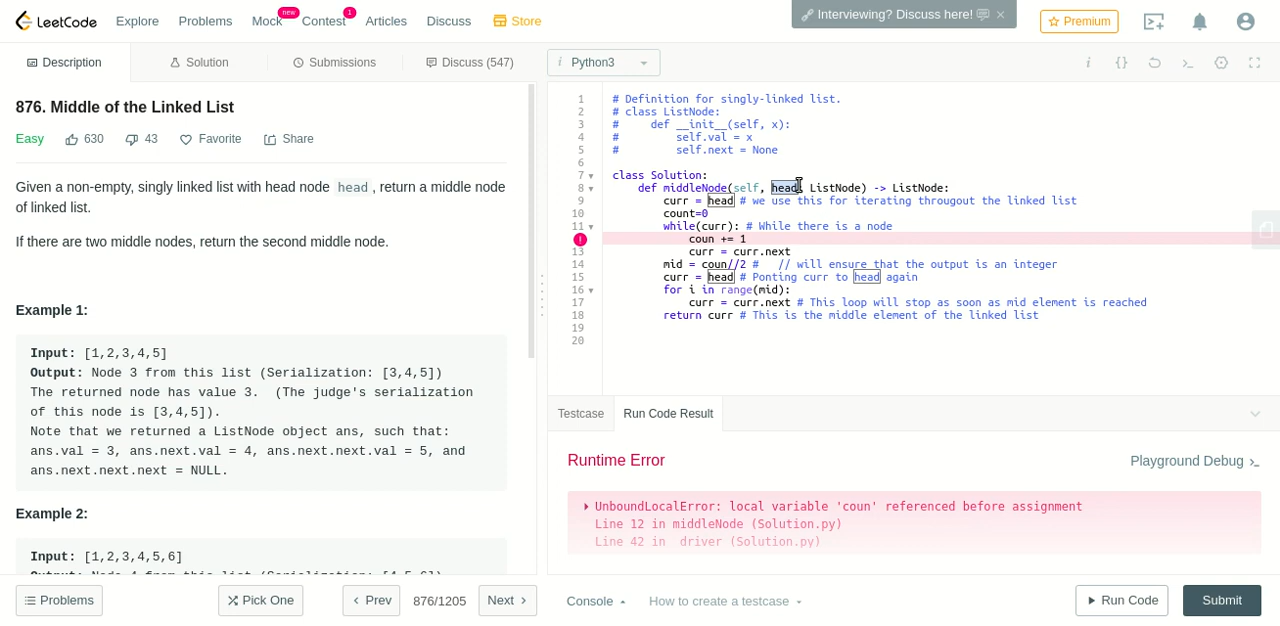 LeetCode
Explore
Problems
Mock
new
Contest
1
Articles
Discuss
Store
Interviewing? Discuss here!
Premium
Description
Solution
Submissions
Discuss (547)
Python3
876. Middle of the Linked List
Easy
630
43
Favorite
Share
Given a non-empty, singly linked list with head node head, return a middle node
of linked list.
If there are two middle nodes, return the second middle node.
Example 1:
Input: [1,2,3,4,5]
Output: Node 3 from this list (Serialization: [3,4,5])
The returned node has value 3.  (The judge's serialization
of this node is [3,4,5]).
Note that we returned a ListNode object ans, such that:
ans.val = 3, ans.next.val = 4, ans.next.next.val = 5, and
ans.next.next.next = NULL.
Example 2:
Input: [1,2,3,4,5,6]
1 # Definition for singly-linked list.
2 # class ListNode:
3 #     def __init__(self, x):
4 #         self.val = x
5 #         self.next = None
6
7 class Solution:
8     def middleNode(self, head: ListNode) -> ListNode:
9         curr = head # we use this for iterating througout the linked list
10         count=0
11         while(curr): # While there is a node
            coun += 1
13             curr = curr.next
14         mid = coun//2 #   // will ensure that the output is an integer
15         curr = head # Ponting curr to head again
16         for i in range(mid):
17             curr = curr.next # This loop will stop as soon as mid element is reached
18         return curr # This is the middle element of the linked list
19
20
Testcase
Run Code Result
Runtime Error
Playground Debug
UnboundLocalError: local variable 'coun' referenced before assignment
Line 12 in middleNode (Solution.py)
Line 42 in _driver (Solution.py)
Problems
Pick One
Prev
876/1205
Next
Console
How to create a testcase
Run Code
Submit